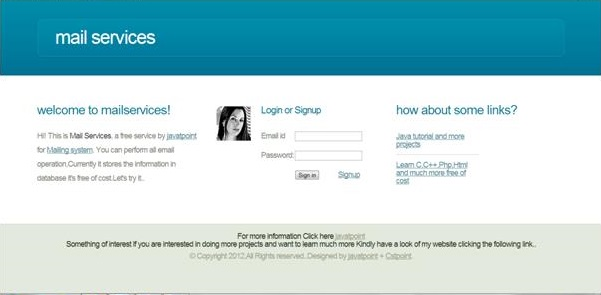 mail services
welcome to mailservices!
Hi! This is Mail Services, a free service by javatpoint
for Mailing system. You can perform all email
operation.Currently it stores the information in
database it's free of cost.Let's try it..
Login or Signup
Email id
Password:
Sign in
Signup
how about some links?
Java tutorial and more
projects
Learn C,C++,Php,Html
and much more free of
cost
For more information Click here javatpoint
Something of interest if you are interested in doing more projects and want to learn much more Kindly have a look of my website clicking the following link..
© Copyright 2012.All Rights reserved..Designed by javatpoint + Cstpoint.